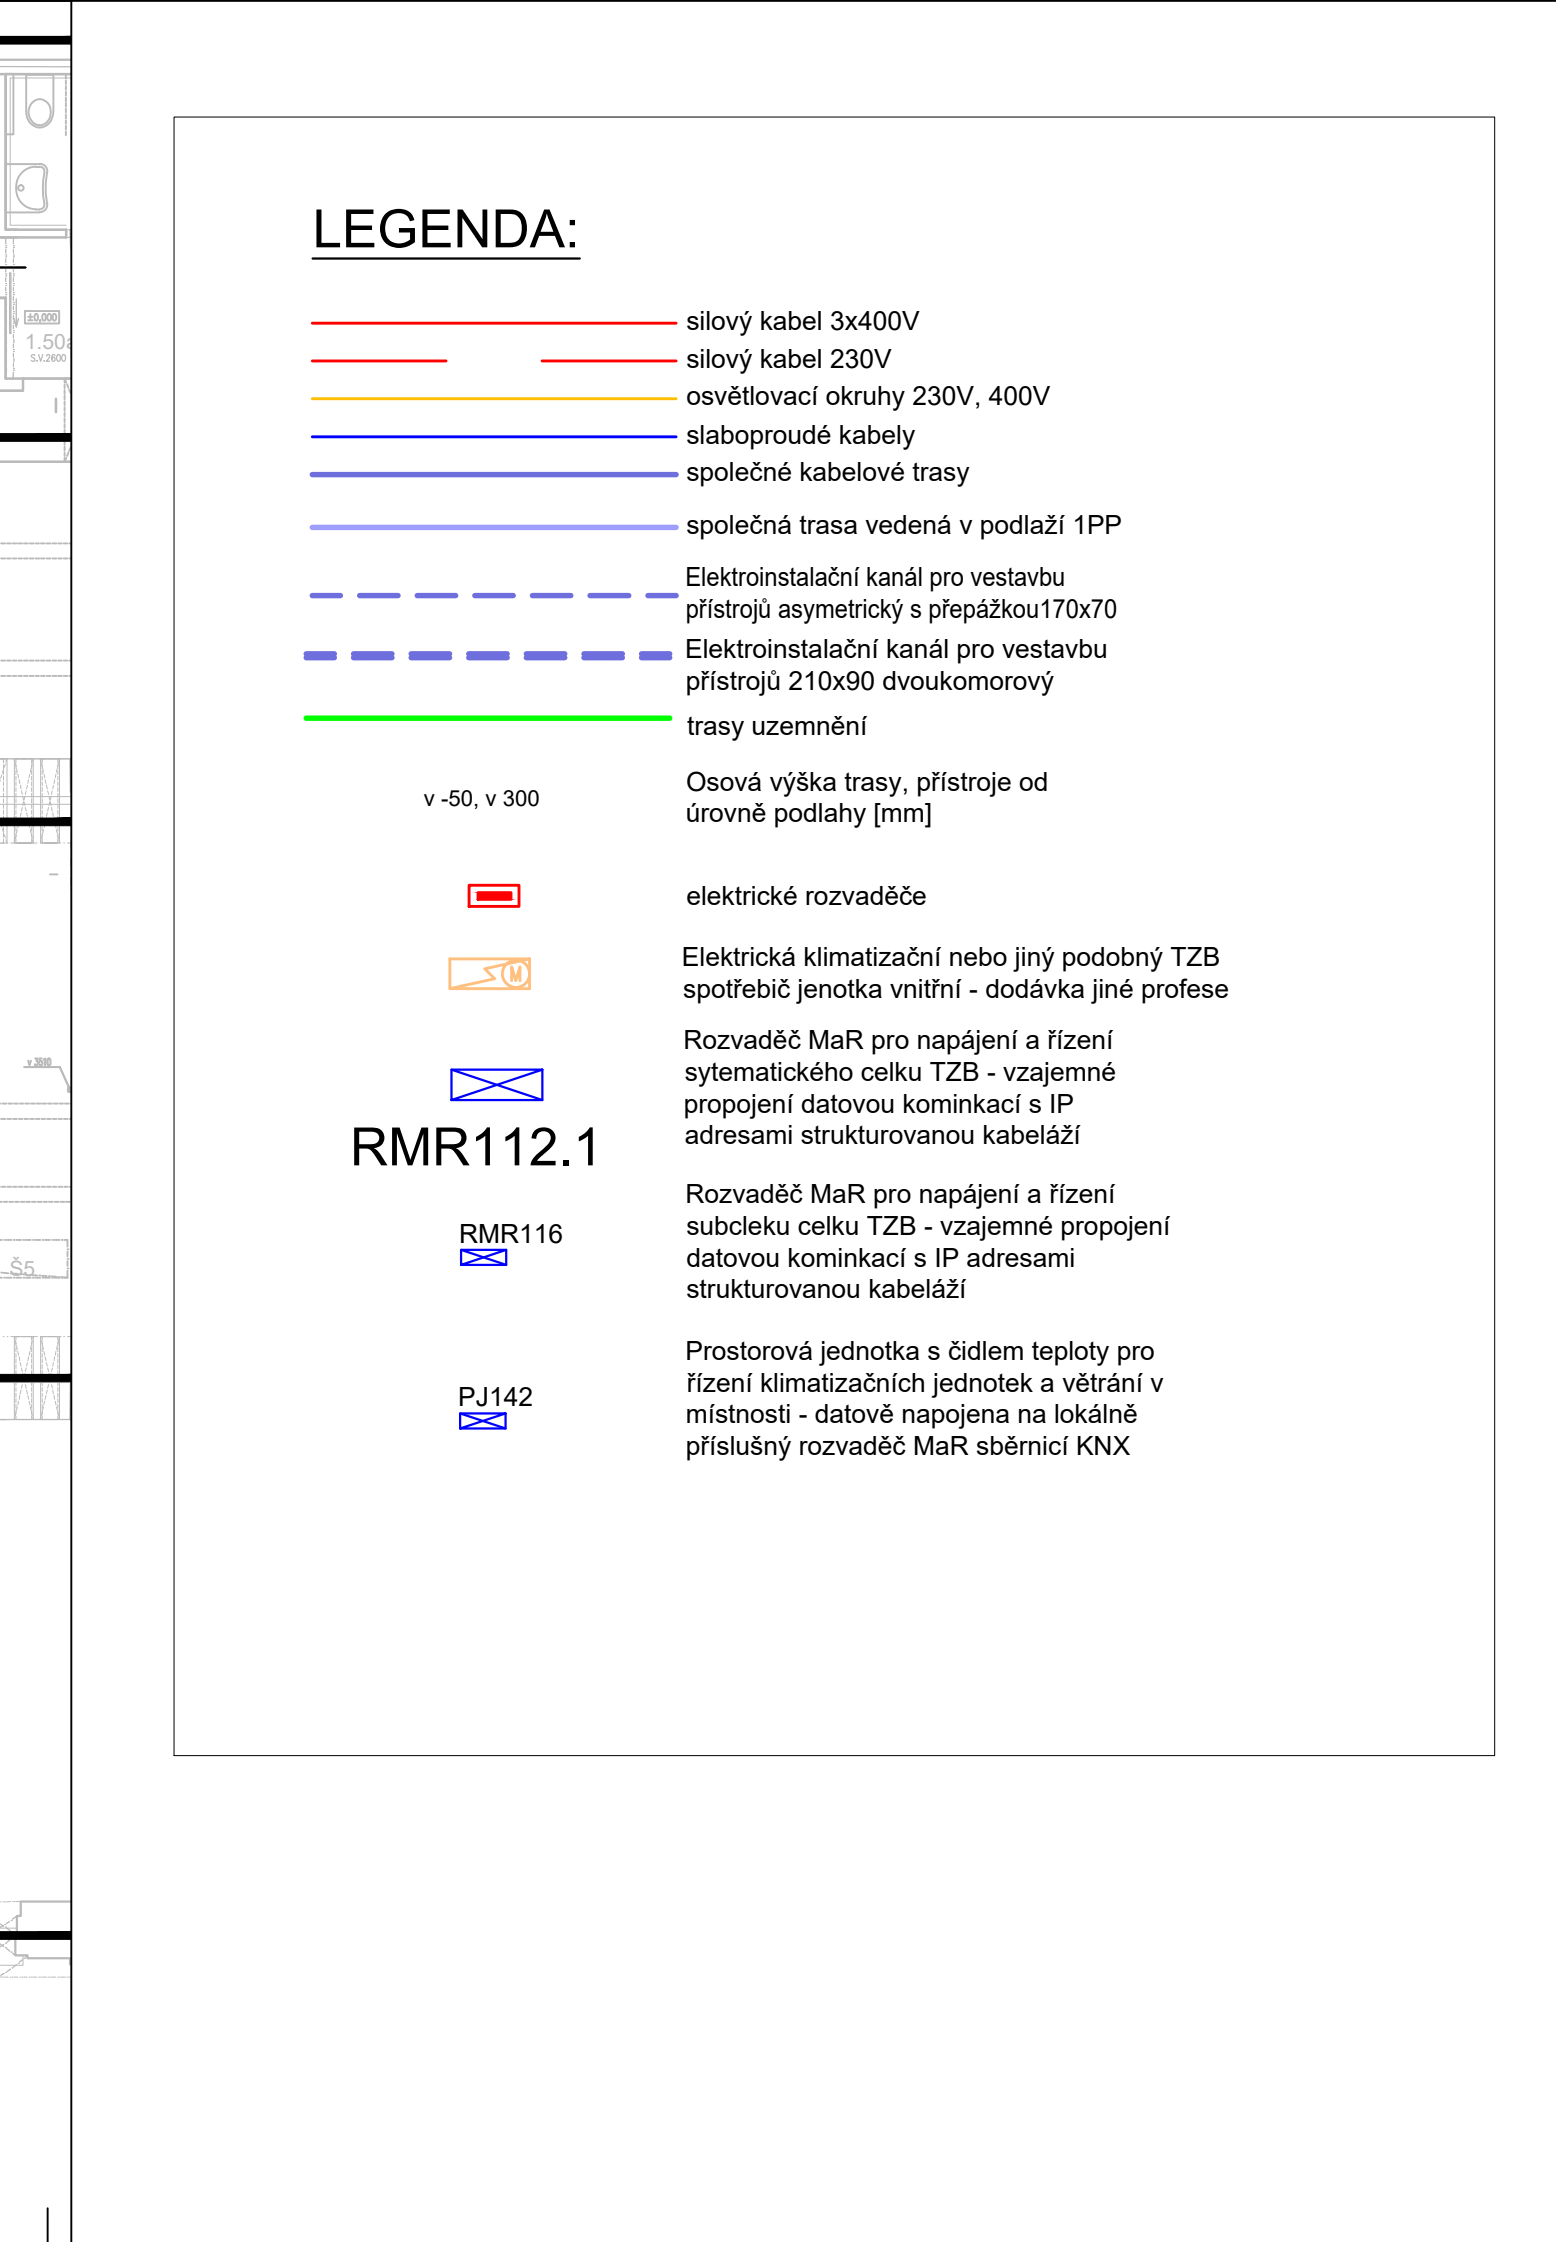 LEGENDA:
silový kabel 3x400V
silový kabel 230V
osvětlovací okruhy 230V, 400V
slaboproudé kabely
společné kabelové trasy
společná trasa vedená v podlaží 1PP
Elektroinstalační kanál pro vestavbu
přístrojů asymetrický s přepážkou170x70
Elektroinstalační kanál pro vestavbu
přístrojů 210x90 dvoukomorový
trasy uzemnění
v -50, v 300
Osová výška trasy, přístroje od
úrovně podlahy [mm]
elektrické rozvaděče
M
Elektrická klimatizační nebo jiný podobný TZB
spotřebič jenotka vnitřní - dodávka jiné profese
RMR112.1
Rozvaděč MaR pro napájení a řízení
sytematického celku TZB - vzajemné
propojení datovou kominkací s IP
adresami strukturovanou kabeláží
RMR116
Rozvaděč MaR pro napájení a řízení
subcleku celku TZB - vzajemné propojení
datovou kominkací s IP adresami
strukturovanou kabeláží
PJ142
Prostorová jednotka s čidlem teploty pro
řízení klimatizačních jednotek a větrání v
místnosti - datově napojena na lokálně
příslušný rozvaděč MaR sběrnicí KNX
±0,000
1.50a
S.V.2600
v 3510
Š5